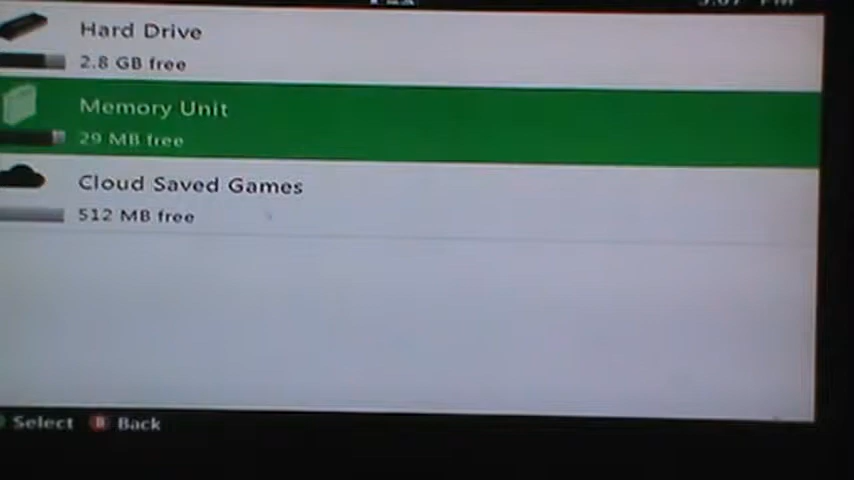 Hard Drive
2.8 GB free
Memory Unit
29 MB free
Cloud Saved Games
512 MB free
Select B Back